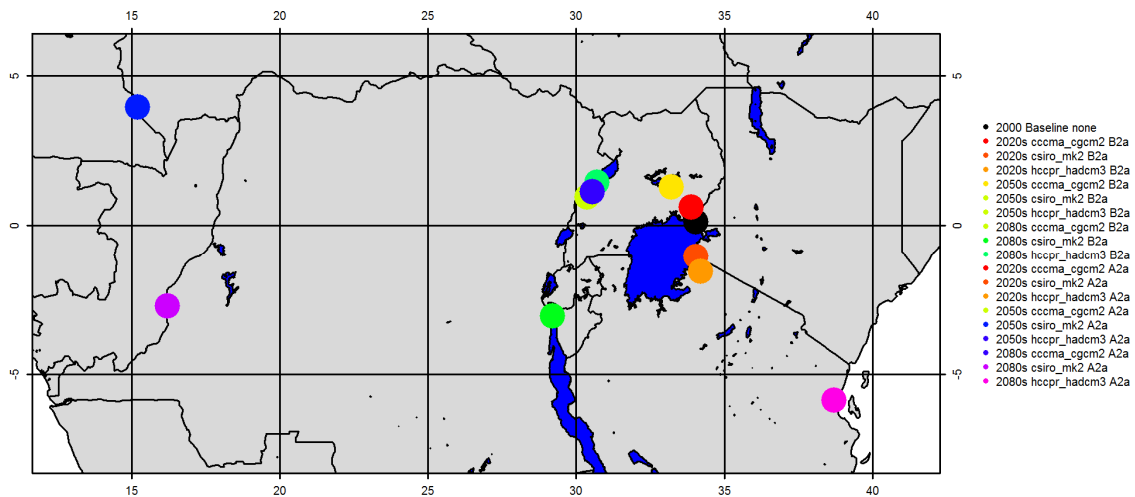 15 20 25 30 35 40
5 5
0 0
-5 -5
15 20 25 30 35 40
2000 Baseline none
2020s cccma_cgcm2 B2a
2020s csiro_mk2 B2a
2020s hccpr_hadcm3 B2a
2050s cccma_cgcm2 B2a
2050s csiro_mk2 B2a
2050s hccpr_hadcm3 B2a
2080s cccma_cgcm2 B2a
2080s csiro_mk2 B2a
2080s hccpr_hadcm3 B2a
2020s cccma_cgcm2 A2a
2020s csiro_mk2 A2a
2020s hccpr_hadcm3 A2a
2050s cccma_cgcm2 A2a
2050s csiro_mk2 A2a
2050s hccpr_hadcm3 A2a
2080s cccma_cgcm2 A2a
2080s csiro_mk2 A2a
2080s hccpr_hadcm3 A2a